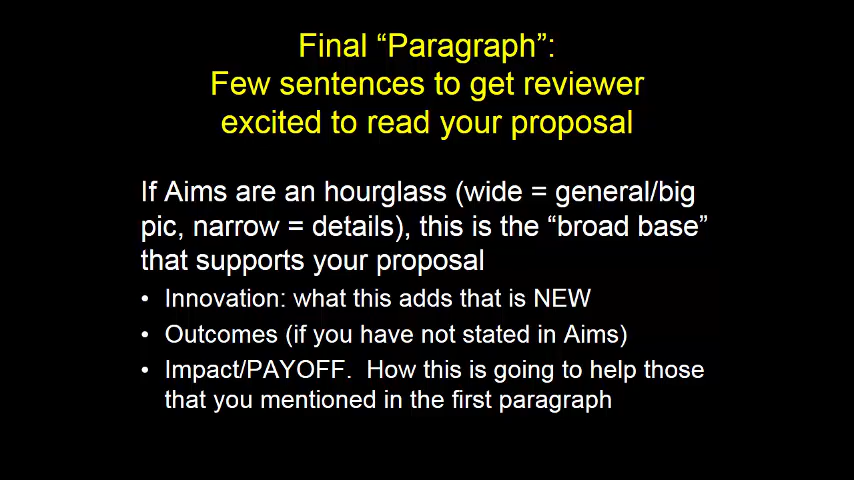 Final “Paragraph”:
Few sentences to get reviewer
excited to read your proposal
If Aims are an hourglass (wide = general/big
pic, narrow = details), this is the “broad base”
that supports your proposal
• Innovation: what this adds that is NEW
• Outcomes (if you have not stated in Aims)
• Impact/PAYOFF.  How this is going to help those
that you mentioned in the first paragraph